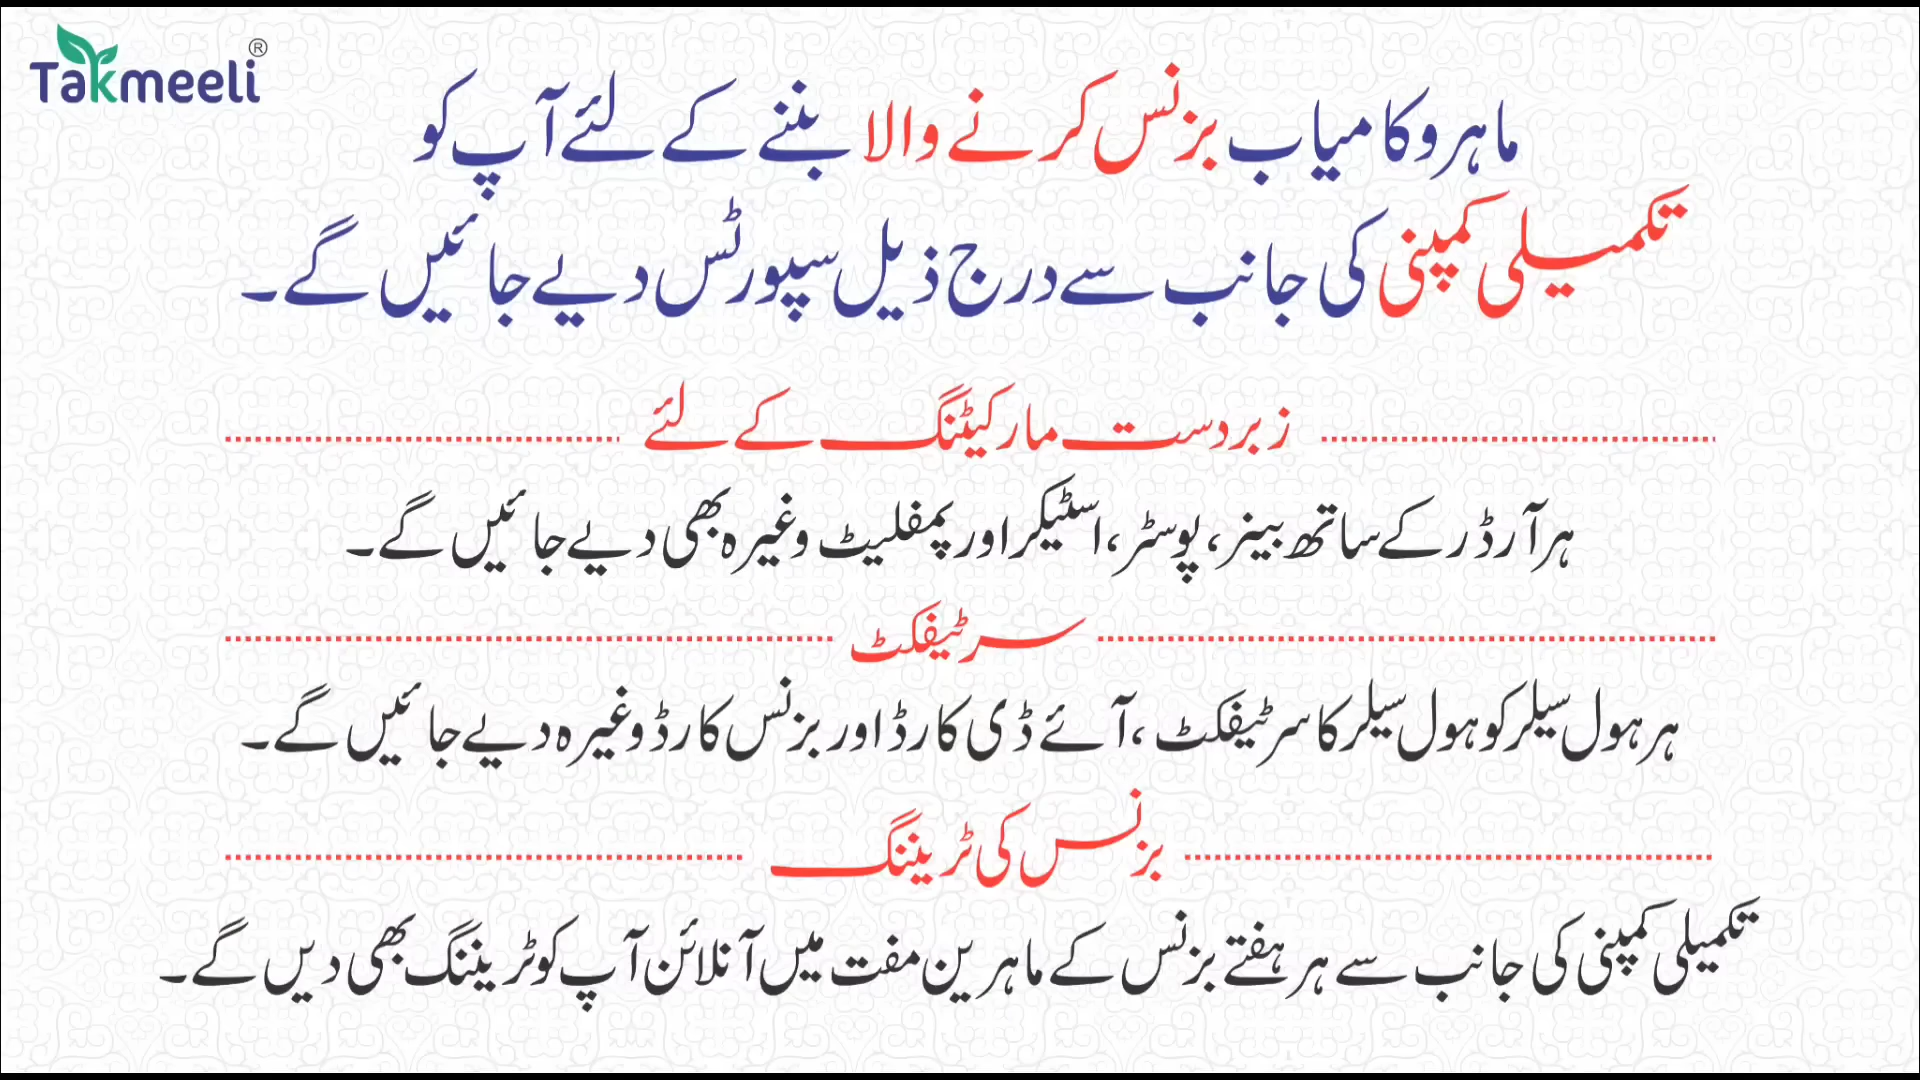 Takmeeli®
ماہر و کامیاب بزنس کرنے والا بننے کے لئے آپ کو
تکمیلی کمپنی کی جانب سے درج ذیل سپورٹس دیے جائیں گے۔
زبردست مارکیٹنگ کے لئے
ہر آرڈر کے ساتھ بینر، پوسٹر، اسٹیکر اور پمفلیٹ وغیرہ بھی دیے جائیں گے۔
سرٹیفکٹ
ہر ہول سیلر کو ہول سیلر کا سرٹیفکٹ، آئے ڈی کارڈ اور بزنس کارڈ وغیرہ دیے جائیں گے۔
بزنس کی ٹریننگ
تکمیلی کمپنی کی جانب سے ہر ہفتے بزنس کے ماہرین مفت میں آنلائن آپ کو ٹریننگ بھی دیں گے۔